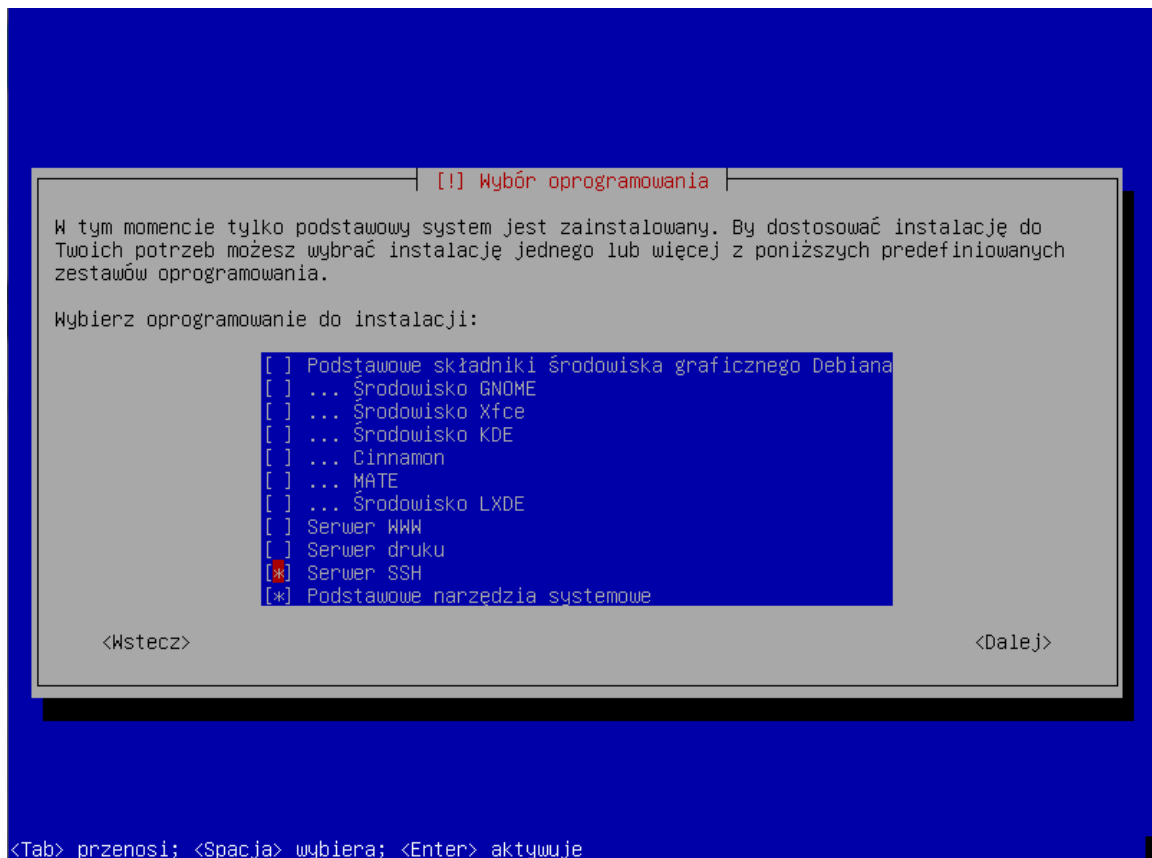 [!] Wybór oprogramowania
W tym momencie tylko podstawowy system jest zainstalowany. By dostosować instalację do
Twoich potrzeb możesz wybrać instalację jednego lub więcej z poniższych predefiniowanych
zestawów oprogramowania.
Wybierz oprogramowanie do instalacji:
[ ] Podstawowe składniki środowiska graficznego Debiana
[ ] ... Środowisko GNOME
[ ] ... Środowisko Xfce
[ ] ... Środowisko KDE
[ ] ... Cinnamon
[ ] ... MATE
[ ] ... Środowisko LXDE
[ ] Serwer WWW
[ ] Serwer druku
[*] Serwer SSH
[*] Podstawowe narzędzia systemowe
<Wstecz> <Dalej>
<Tab> przenosi; <Spacja> wybiera; <Enter> aktywuje